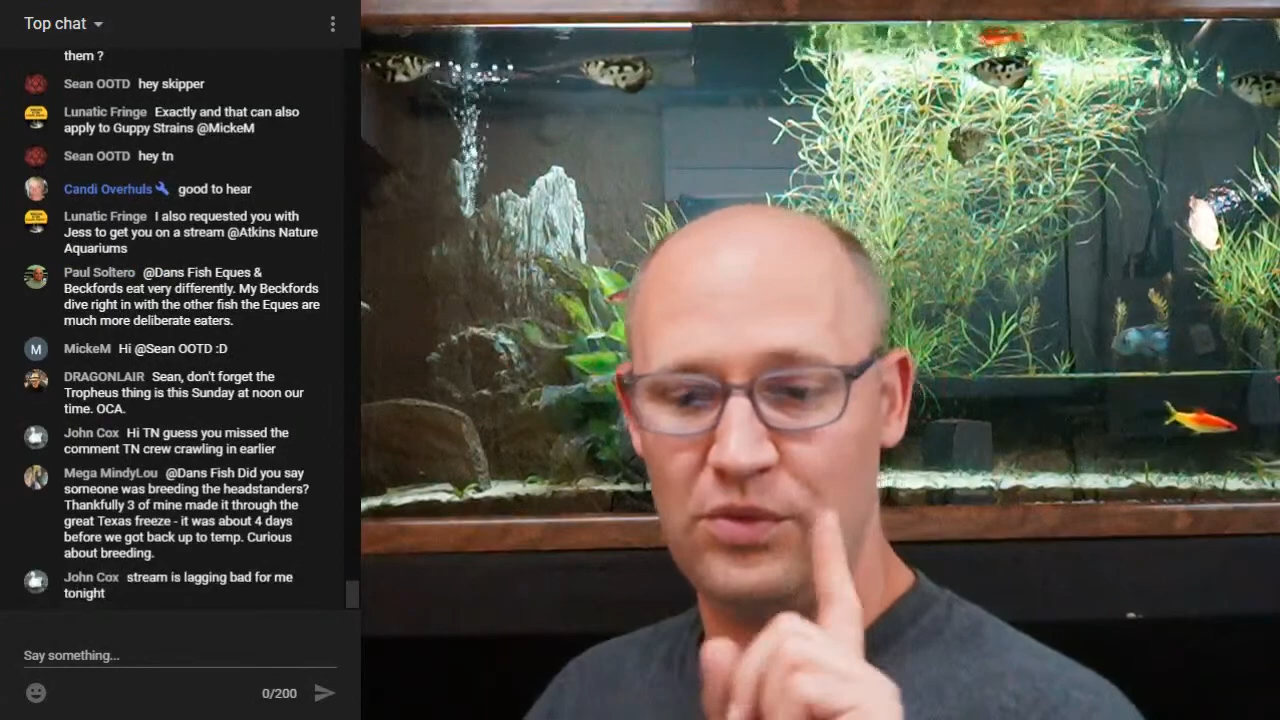 Top chat
them ?
Sean OOTD hey skipper
Lunatic Fringe Exactly and that can also
apply to Guppy Strains @MickeM
Sean OOTD hey tn
Candi Overhuls good to hear
Lunatic Fringe I also requested you with
Jess to get you on a stream @Atkins Nature
Aquariums
Paul Soltero @Dans Fish Eques &
Beckfords eat very differently. My Beckfords
dive right in with the other fish the Eques are
much more deliberate eaters.
M
MickeM Hi @Sean OOTD :D
DRAGONLAIR Sean, don't forget the
Tropheus thing is this Sunday at noon our
time. OCA.
John Cox Hi TN guess you missed the
comment TN crew crawling in earlier
Mega MindyLou @Dans Fish Did you say
someone was breeding the headstanders?
Thankfully 3 of mine made it through the
great Texas freeze - it was about 4 days
before we got back up to temp. Curious
about breeding.
John Cox stream is lagging bad for me
tonight
Say something...
0/200